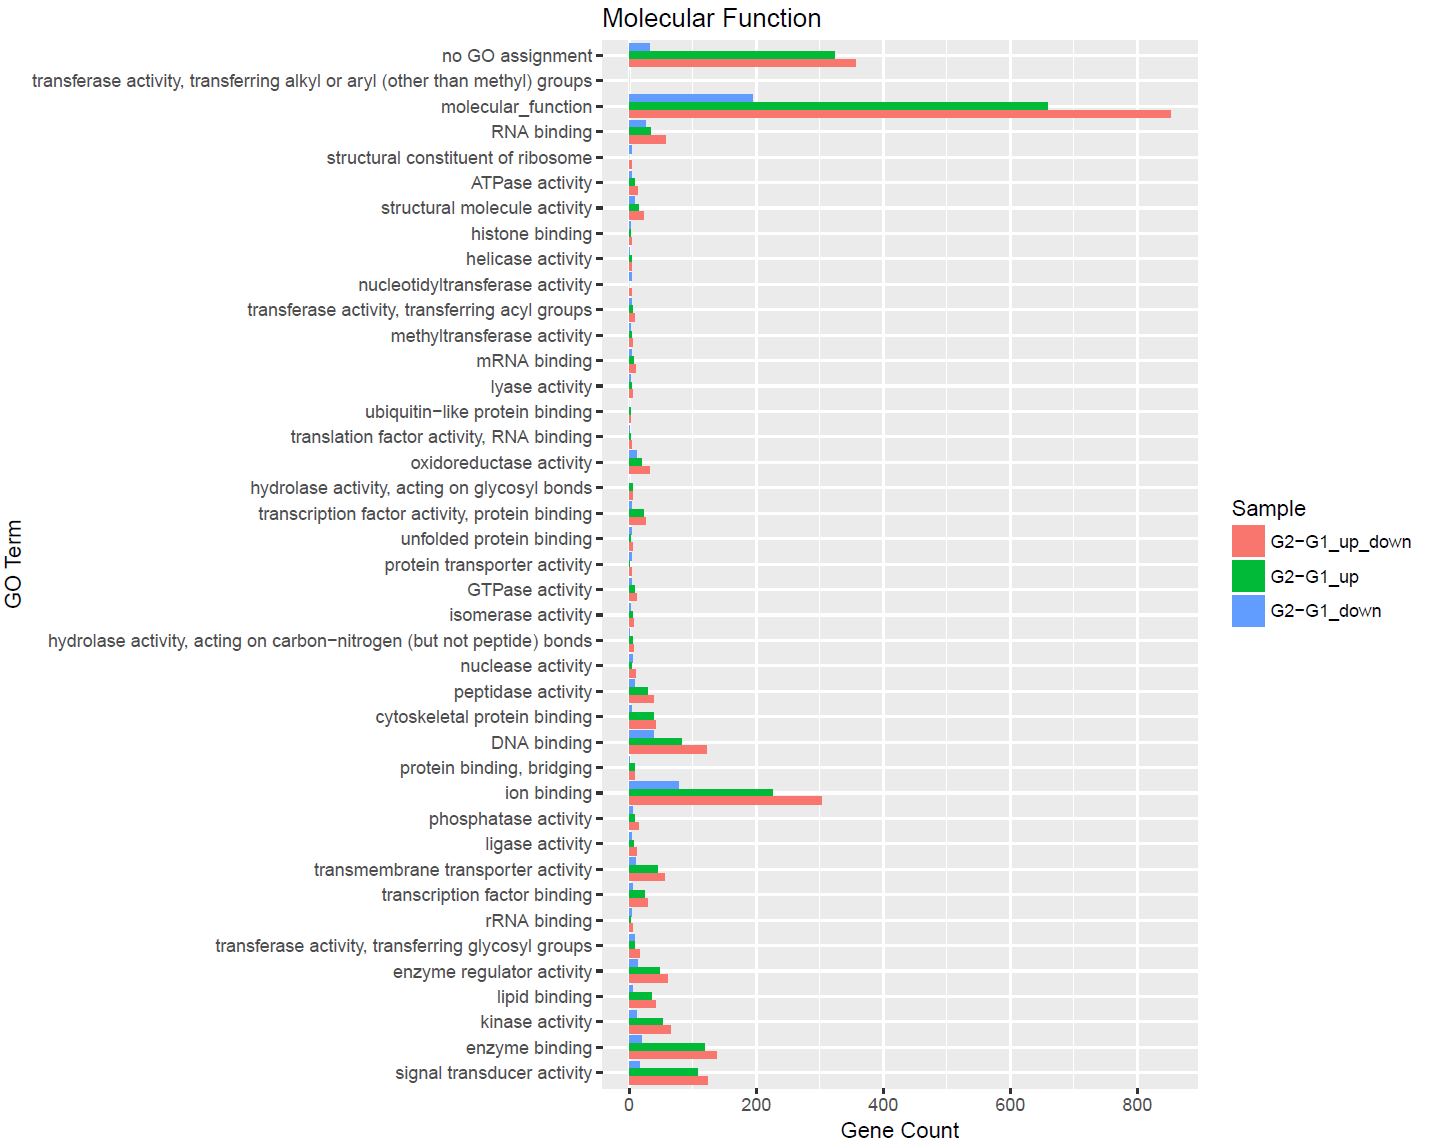 Molecular Function
no GO assignment
transferase activity, transferring alkyl or aryl (other than methyl) groups
molecular_function
RNA binding
structural constituent of ribosome
ATPase activity
structural molecule activity
histone binding
helicase activity
nucleotidyltransferase activity
transferase activity, transferring acyl groups
methyltransferase activity
mRNA binding
lyase activity
ubiquitin−like protein binding
translation factor activity, RNA binding
oxidoreductase activity
hydrolase activity, acting on glycosyl bonds
transcription factor activity, protein binding
unfolded protein binding
protein transporter activity
GTPase activity
isomerase activity
hydrolase activity, acting on carbon−nitrogen (but not peptide) bonds
nuclease activity
peptidase activity
cytoskeletal protein binding
DNA binding
protein binding, bridging
ion binding
phosphatase activity
ligase activity
transmembrane transporter activity
transcription factor binding
rRNA binding
transferase activity, transferring glycosyl groups
enzyme regulator activity
lipid binding
kinase activity
enzyme binding
signal transducer activity
GO Term
0 200 400 600 800
Gene Count
Sample
G2−G1_up_down
G2−G1_up
G2−G1_down